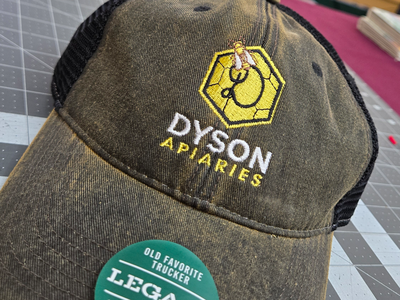 D
DYSON
APIARIES
OLD FAVORITE
TRUCKER